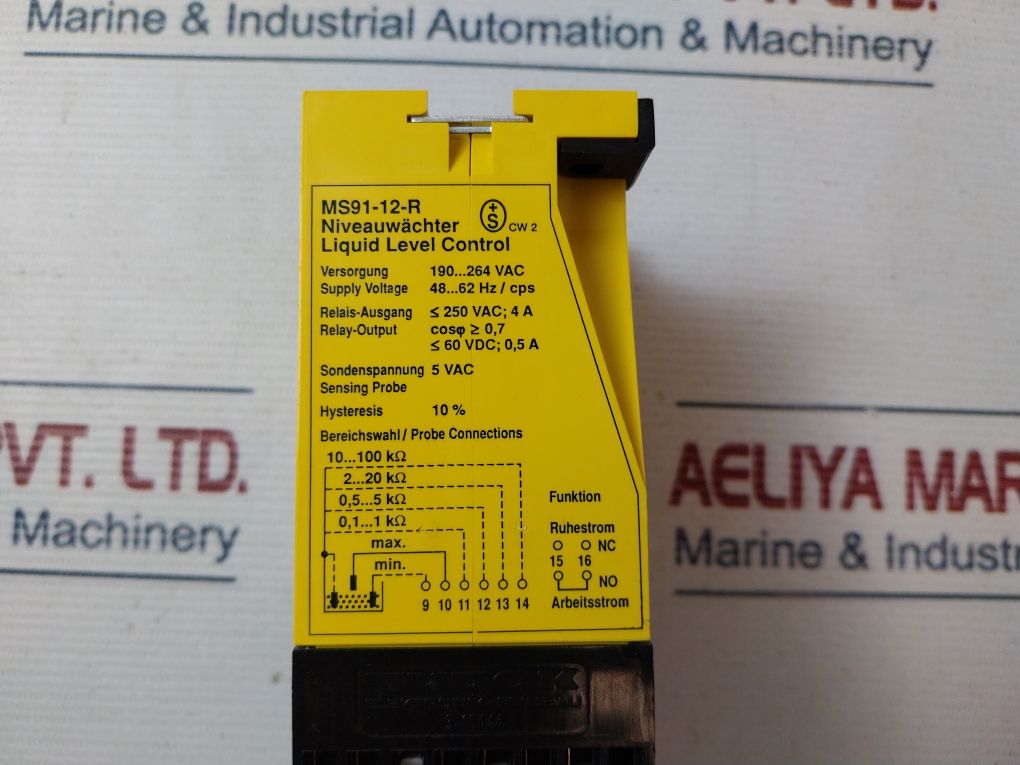 PVT. LTD.
Marine & Industrial Automation & Machinery
MS91-12-R
Niveauwächter
Liquid Level Control
+
S
CW 2
Versorgung 190...264 VAC
Supply Voltage 48...62 Hz / cps
Relais-Ausgang ≤ 250 VAC; 4 A
Relay-Output cosφ ≥ 0,7
≤ 60 VDC; 0,5 A
Sondenspannung 5 VAC
Sensing Probe
Hysteresis 10 %
Bereichswahl / Probe Connections
10...100 kΩ
2...20 kΩ
0,5...5 kΩ
0,1...1 kΩ
max.
min.
9 10 11 12 13 14
Funktion
Ruhestrom
NC
15 16
NO
Arbeitsstrom
PVT. LTD.
Machinery
AELIYA MAR
Marine & Industr